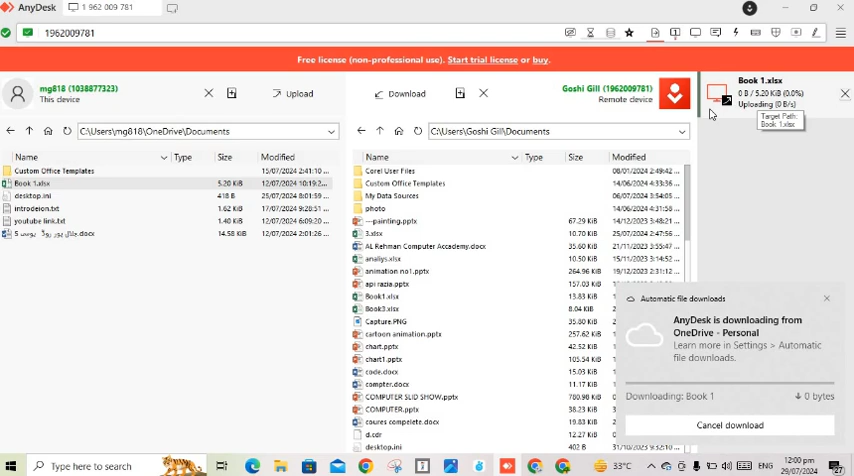 AnyDesk
1 962 009 781
1962009781
Free license (non-professional use). Start trial license or buy.
mg818 (1038877323)
This device
Upload
Download
Goshi Gill (1962009781)
Remote device
C:\Users\mg818\OneDrive\Documents
Name Type Size Modified
Custom Office Templates 15/07/2024 2:41:10 ...
Book 1.xlsx 5.20 KiB 12/07/2024 10:19:2...
desktop.ini 418 B 25/07/2024 8:01:59 ...
introdeion.txt 1.62 KiB 17/07/2024 9:28:51 ...
youtube link.txt 1.40 KiB 12/07/2024 6:09:20 ...
14.58 KiB 12/07/2024 2:01:26 ...
C:\Users\Goshi Gill\Documents
Name Type Size Modified
Corel User Files 08/01/2024 2:49:42 ...
Custom Office Templates 14/06/2024 4:33:36 ...
My Data Sources 06/07/2024 3:54:05 ...
photo 14/06/2024 4:31:58 ...
---painting.pptx 67.29 KiB 14/12/2023 3:48:21 ...
3.xlsx 10.70 KiB 25/07/2024 2:47:56 ...
AL Rehman Computer Accademy.docx 35.60 KiB 21/11/2023 3:55:47 ...
analiys.xlsx 10.50 KiB 15/11/2023 3:14:52 ...
animation no1.pptx 264.96 KiB 19/12/2023 2:31:12 ...
api razia.pptx 157.03 KiB
Book1.xlsx 13.83 KiB
Book3.xlsx 8.04 KiB
Capture.PNG 35.80 KiB
cartoon animation.pptx 257.62 KiB
chart.pptx 42.52 KiB
chart1.pptx 105.54 KiB
code.docx 15.03 KiB
compter.docx 11.17 KiB
COMPUTER SLID SHOW.pptx 780.98 KiB
COMPUTER.pptx 38.23 KiB
coures compelete.docx 19.83 KiB
d.cdr 12.27 KiB
desktop.ini 402 B 31/10/2023 9:32:10 ...
Book 1.xlsx
0 B / 5.20 KiB (0.0%)
Uploading (0 B/s)
Target Path:
Book 1.xlsx
Automatic file downloads
AnyDesk is downloading from
OneDrive - Personal
Learn more in Settings > Automatic
file downloads.
Downloading: Book 1 0 bytes
Cancel download
Type here to search
33°C
ENG
12:00 pm
29/07/2024
27